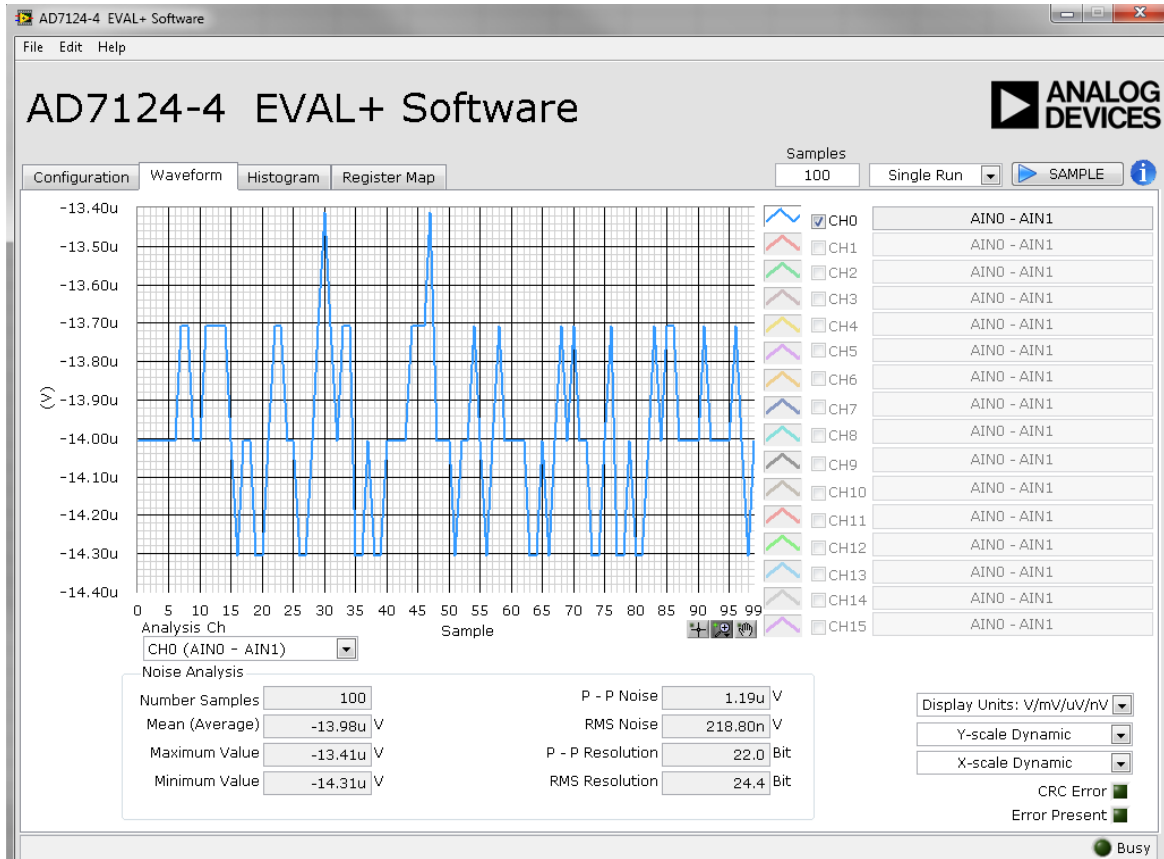 AD7124-4 EVAL+ Software
File Edit Help
AD7124-4 EVAL+ Software
ANALOG
DEVICES
Configuration Waveform Histogram Register Map
Samples
100 Single Run SAMPLE i
-13.40u
-13.50u
-13.60u
-13.70u
-13.80u
-13.90u
-14.00u
-14.10u
-14.20u
-14.30u
-14.40u
(V)
0 5 10 15 20 25 30 35 40 45 50 55 60 65 70 75 80 85 90 95 99
Sample
CH0 AIN0 - AIN1
CH1 AIN0 - AIN1
CH2 AIN0 - AIN1
CH3 AIN0 - AIN1
CH4 AIN0 - AIN1
CH5 AIN0 - AIN1
CH6 AIN0 - AIN1
CH7 AIN0 - AIN1
CH8 AIN0 - AIN1
CH9 AIN0 - AIN1
CH10 AIN0 - AIN1
CH11 AIN0 - AIN1
CH12 AIN0 - AIN1
CH13 AIN0 - AIN1
CH14 AIN0 - AIN1
CH15 AIN0 - AIN1
Analysis Ch
CH0 (AIN0 - AIN1)
Noise Analysis
Number Samples 100
Mean (Average) -13.98u V
Maximum Value -13.41u V
Minimum Value -14.31u V
P - P Noise 1.19u V
RMS Noise 218.80n V
P - P Resolution 22.0 Bit
RMS Resolution 24.4 Bit
Display Units: V/mV/uV/nV
Y-scale Dynamic
X-scale Dynamic
CRC Error
Error Present
Busy